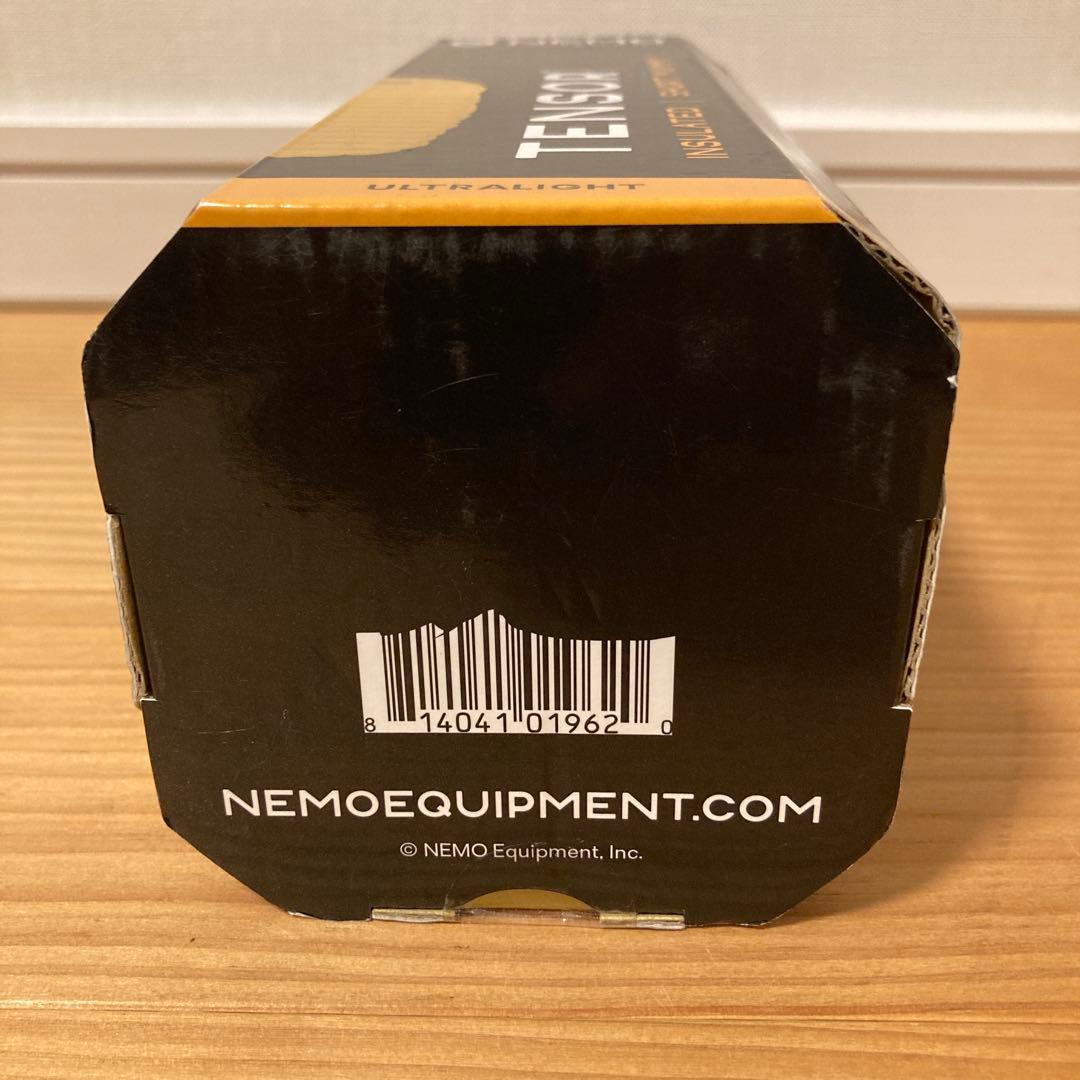 TENSOR
INSULATED |
ULTRALIGHT
8 14041 01962 0
NEMOEQUIPMENT.COM
© NEMO Equipment, Inc.